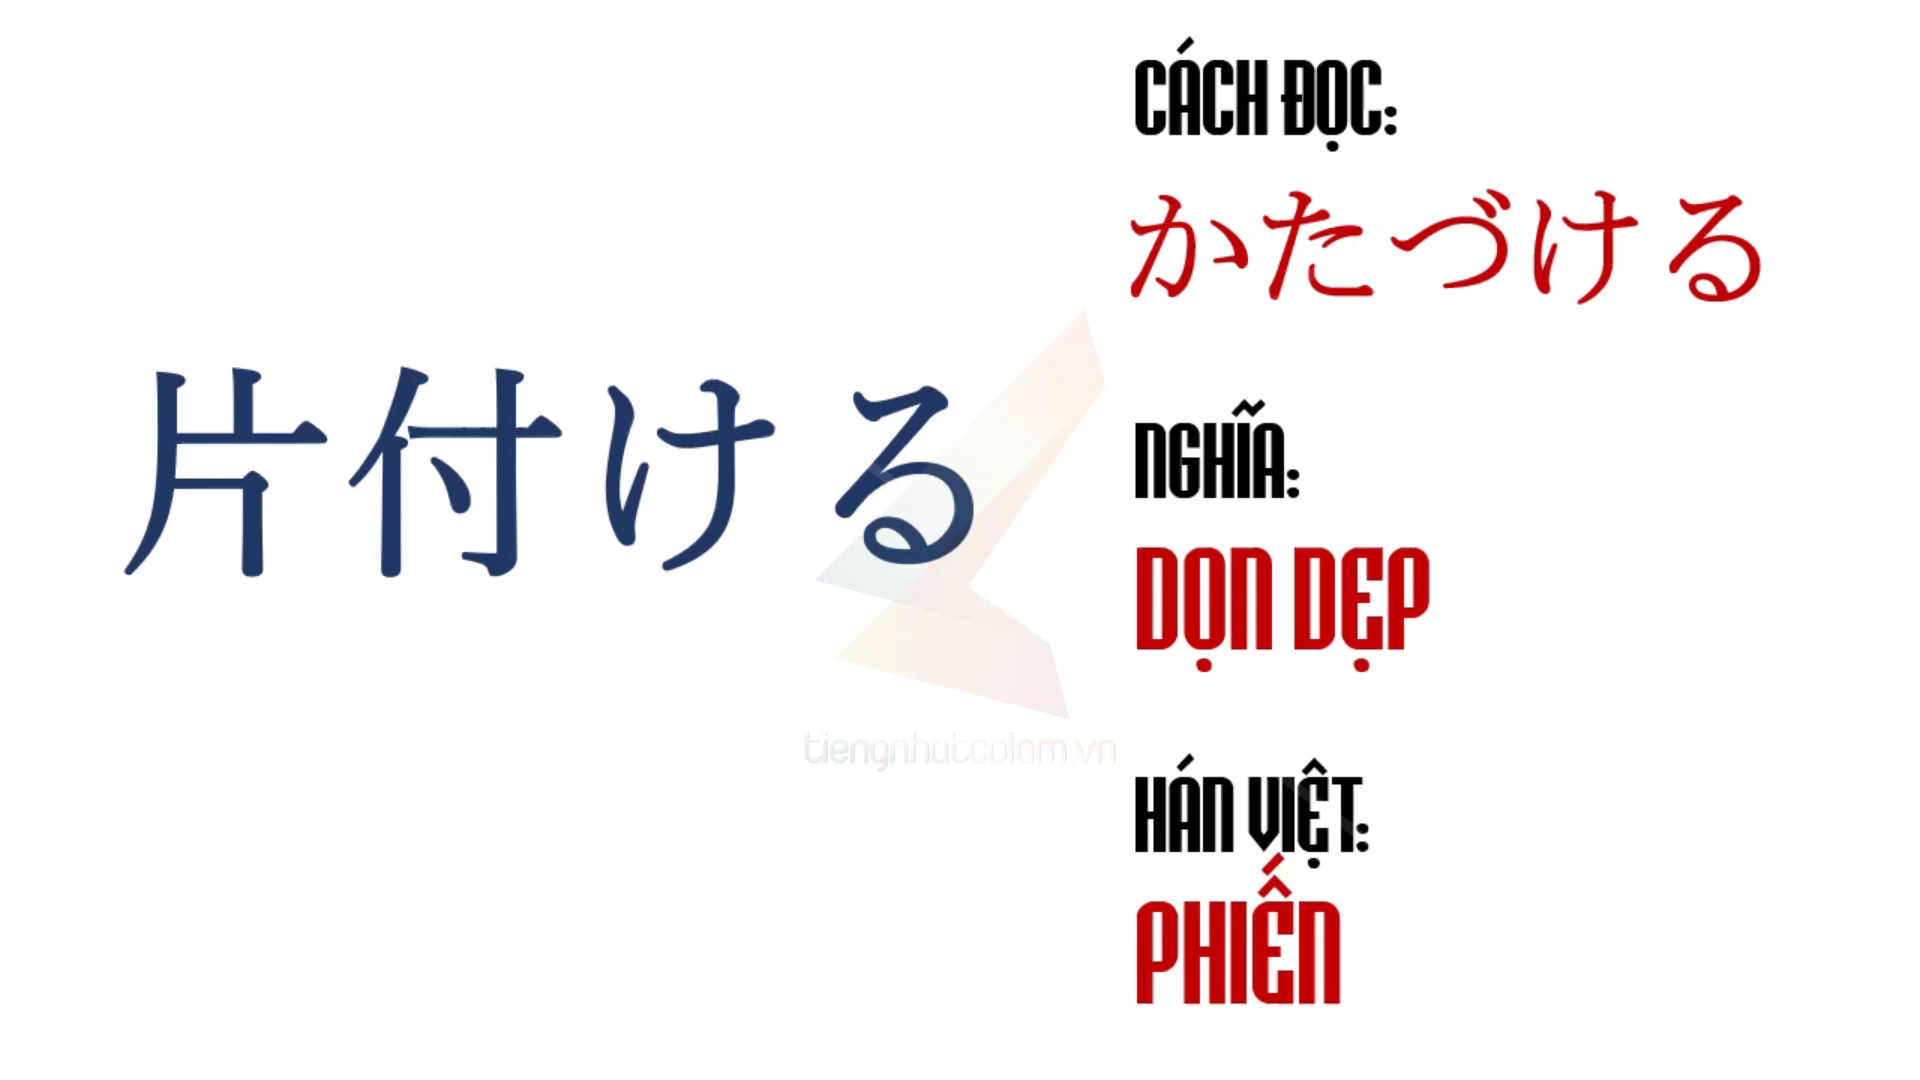 片付ける
CÁCH ĐỌC:
かたづける
NGHĨA:
DỌN DẸP
HÁN VIỆT:
PHIẾN
tiengnhatcolam.vn